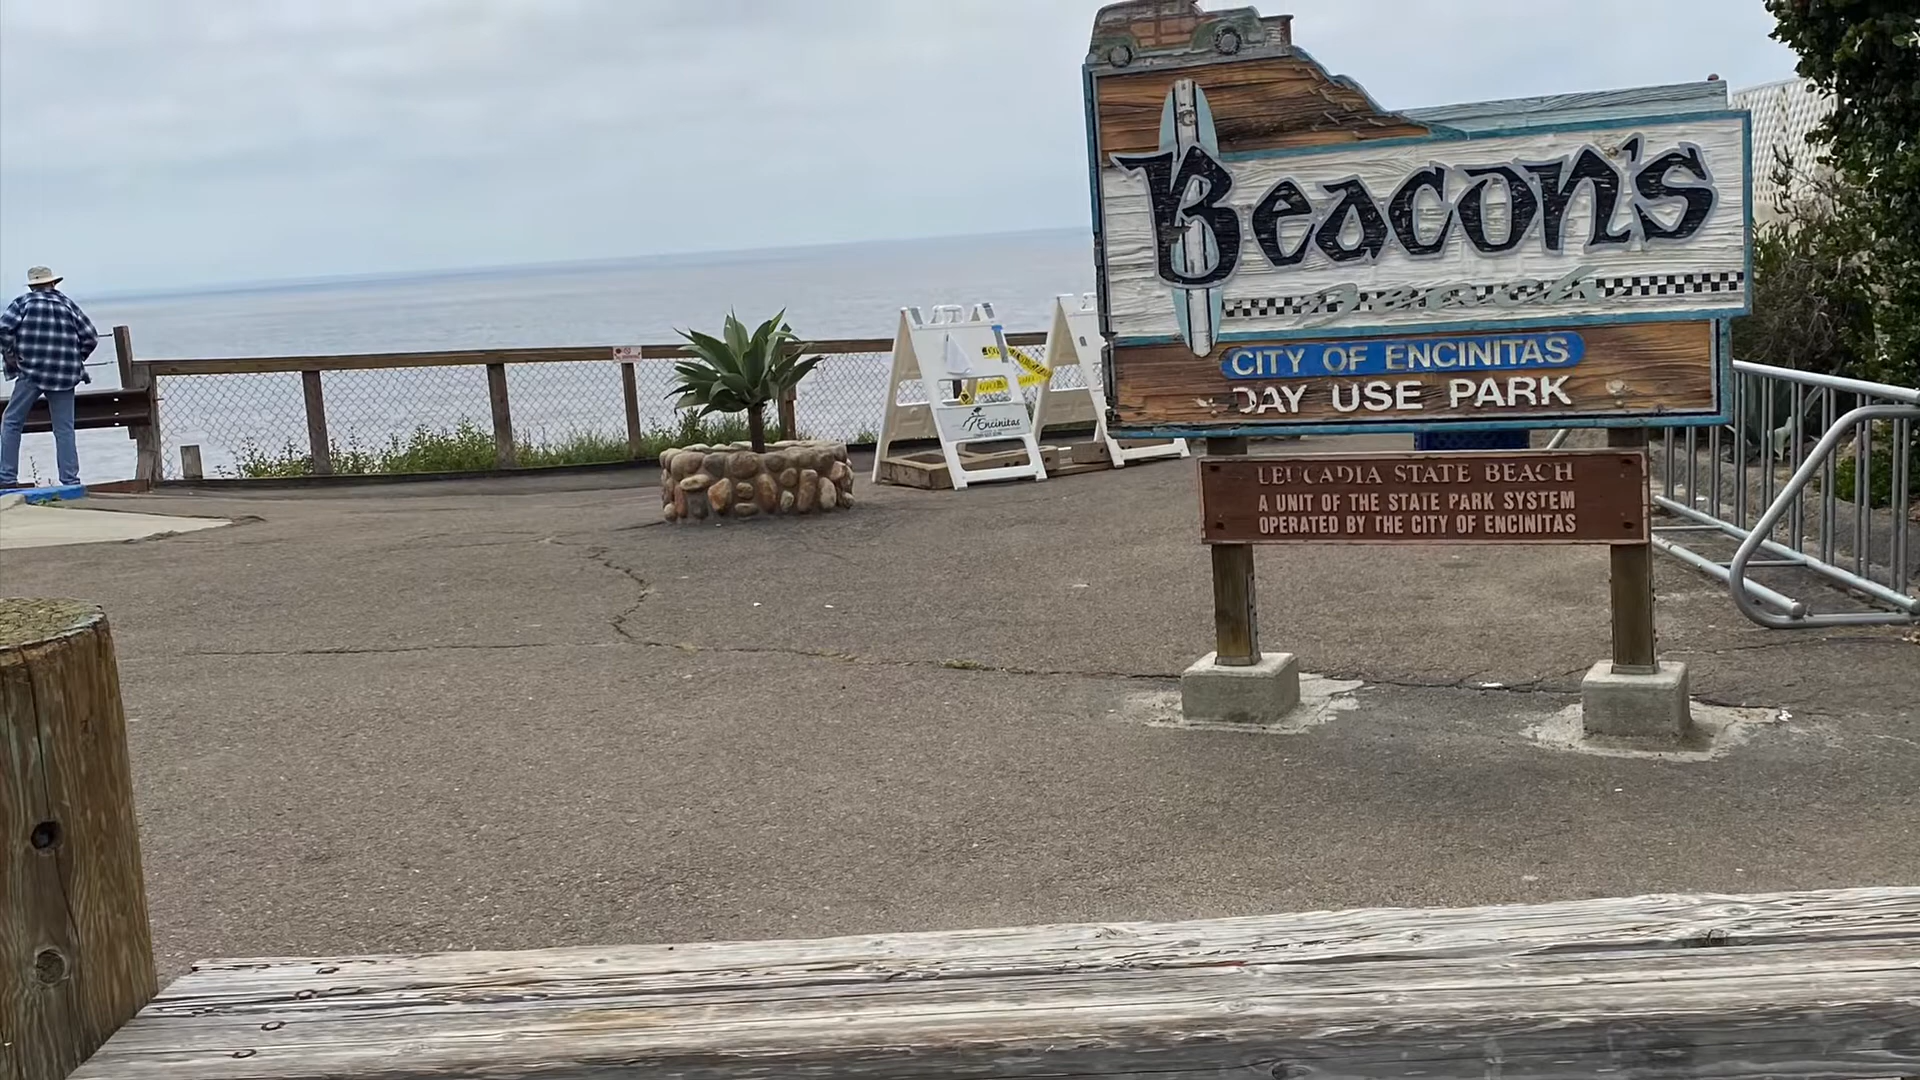 Beacon's
Beach
CITY OF ENCINITAS
DAY USE PARK
LEUCADIA STATE BEACH
A UNIT OF THE STATE PARK SYSTEM
OPERATED BY THE CITY OF ENCINITAS
Encinitas